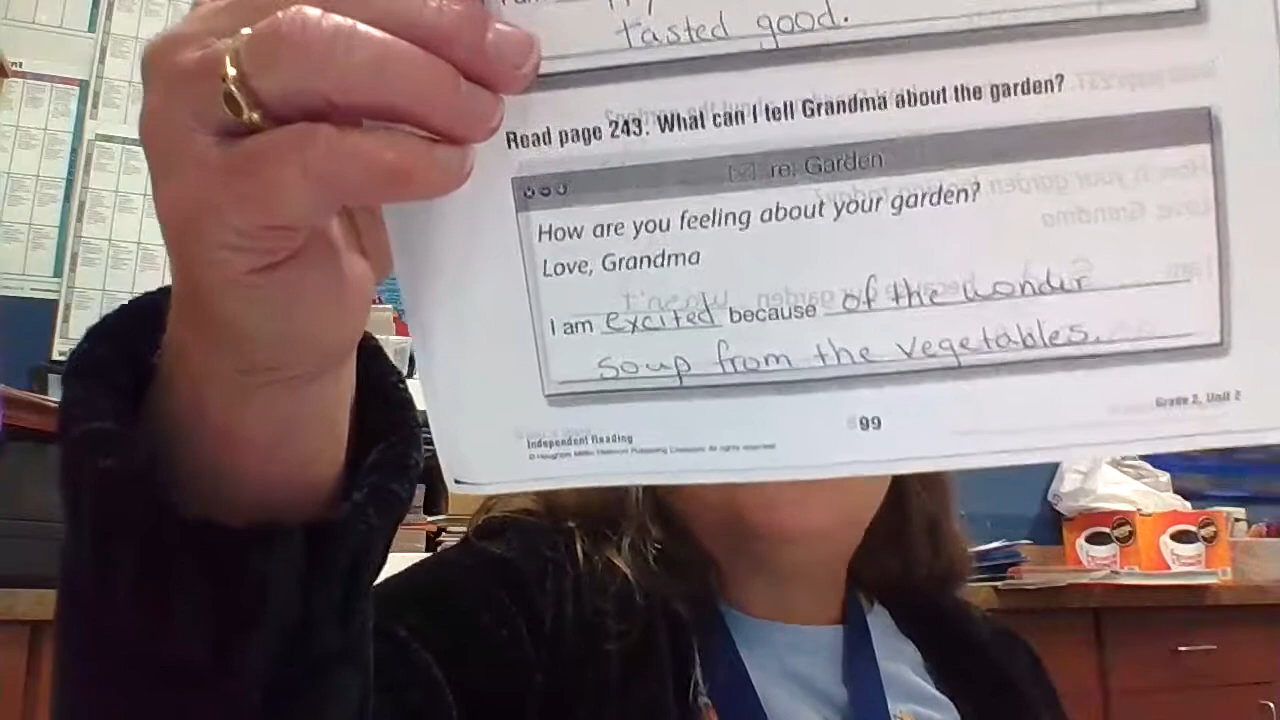 tasted good.
Read page 243. What can I tell Grandma about the garden?
re: Garden
How are you feeling about your garden?
Love, Grandma
I am excited because of the wonder
soup from the vegetables.
99
Grade 2, Unit 2
Independent Reading